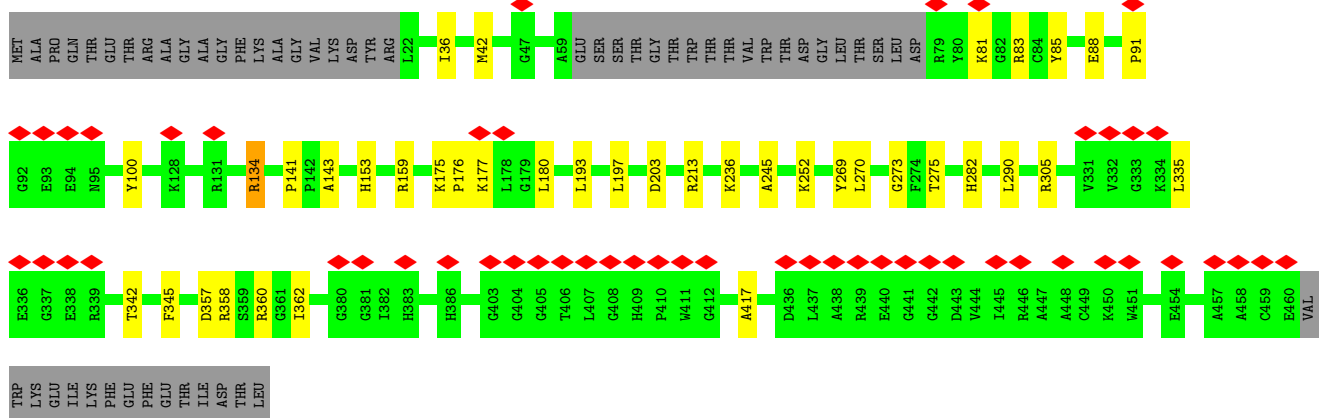 MET ALA PRO GLN THR GLU THR ARG ALA GLY ALA GLY PHE LYS ALA GLY VAL LYS ASP TYR ARG L22 I36 M42 G47 A59 GLU SER SER THR GLY THR TRP THR THR VAL TRP THR ASP GLY LEU THR SER LEU ASP R79 Y80 K81 G82 R83 C84 Y85 E88 P91
G92 E93 E94 N95 Y100 K128 R131 R134 P141 P142 A143 H153 R159 K175 P176 K177 L178 G179 L180 L193 L197 D203 R213 K236 A245 K252 Y269 L270 G273 F274 T275 H282 L290 R305 V331 V332 G333 K334 L335
E336 G337 E338 R339 T342 F345 D357 R358 S359 R360 G361 I362 G380 G381 I382 H383 H386 G403 G404 G405 T406 L407 G408 H409 P410 W411 G412 A417 D436 L437 A438 R439 E440 G441 G442 D443 V444 I445 R446 A447 A448 C449 K450 W451 E454 A457 A458 C459 E460 VAL
TRP LYS GLU ILE LYS PHE GLU PHE GLU THR ILE ASP THR LEU